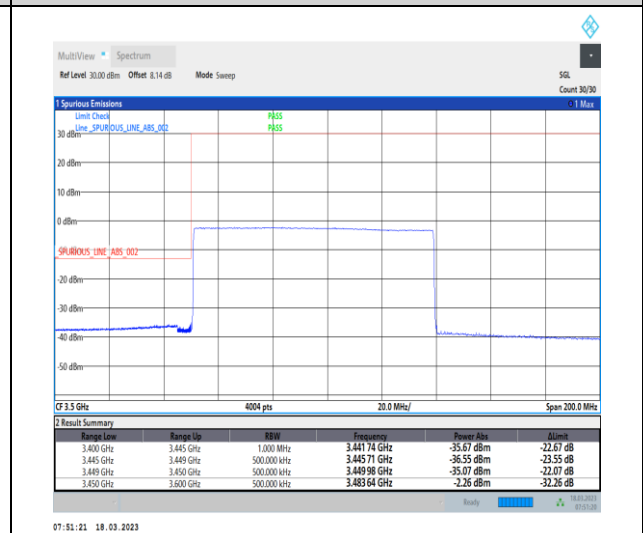 MultiView Spectrum
Ref Level 30.00 dBm Offset 8.14 dB Mode Sweep SGL
Count 30/30
1 Spurious Emissions 1 Max
Limit Check PASS
Line _SPURIOUS_LINE_ABS_002 PASS
30 dBm
20 dBm
10 dBm
0 dBm
_SPURIOUS_LINE_ABS_002
-20 dBm
-30 dBm
-40 dBm
-50 dBm
CF 3.5 GHz 4004 pts 20.0 MHz/ Span 200.0 MHz
2 Result Summary
Range Low Range Up RBW Frequency Power Abs ΔLimit
3.400 GHz 3.445 GHz 1.000 MHz 3.441 74 GHz -35.67 dBm -22.67 dB
3.445 GHz 3.449 GHz 500.000 kHz 3.445 71 GHz -36.55 dBm -23.55 dB
3.449 GHz 3.450 GHz 500.000 kHz 3.449 98 GHz -35.07 dBm -22.07 dB
3.450 GHz 3.600 GHz 500.000 kHz 3.483 64 GHz -2.26 dBm -32.26 dB
Ready 18.03.2023
07:51:20
07:51:21 18.03.2023